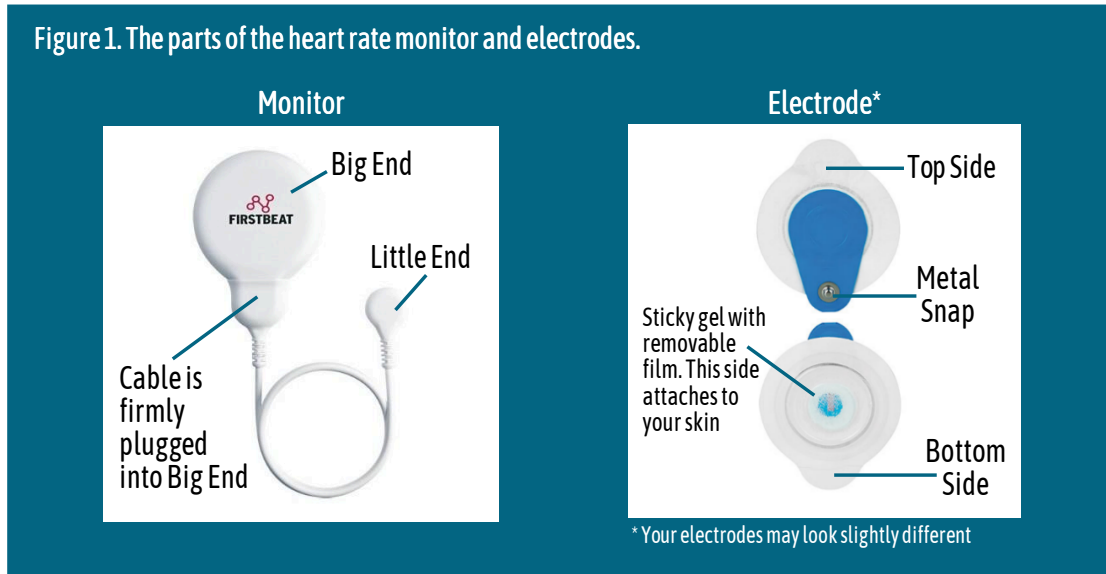 Figure 1. The parts of the heart rate monitor and electrodes.
Monitor
Big End
FIRSTBEAT
Little End
Cable is
firmly
plugged
into Big End
Electrode*
Top Side
Metal
Snap
Sticky gel with
removable
film. This side
attaches to
your skin
Bottom
Side
* Your electrodes may look slightly different